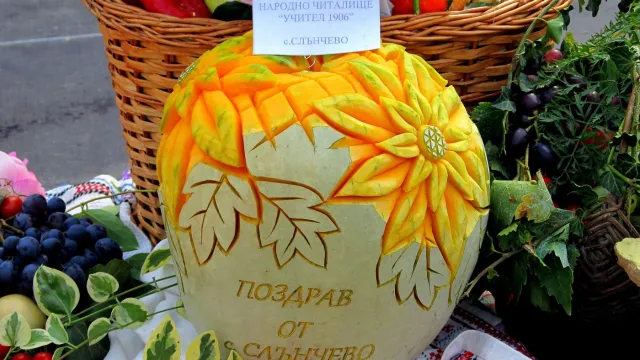 НАРОДНО ЧИТАЛИЩЕ
"УЧИТЕЛ 1906"
с.СЛЪНЧЕВО
ПОЗДРАВ
ОТ
с.СЛЪНЧЕВО